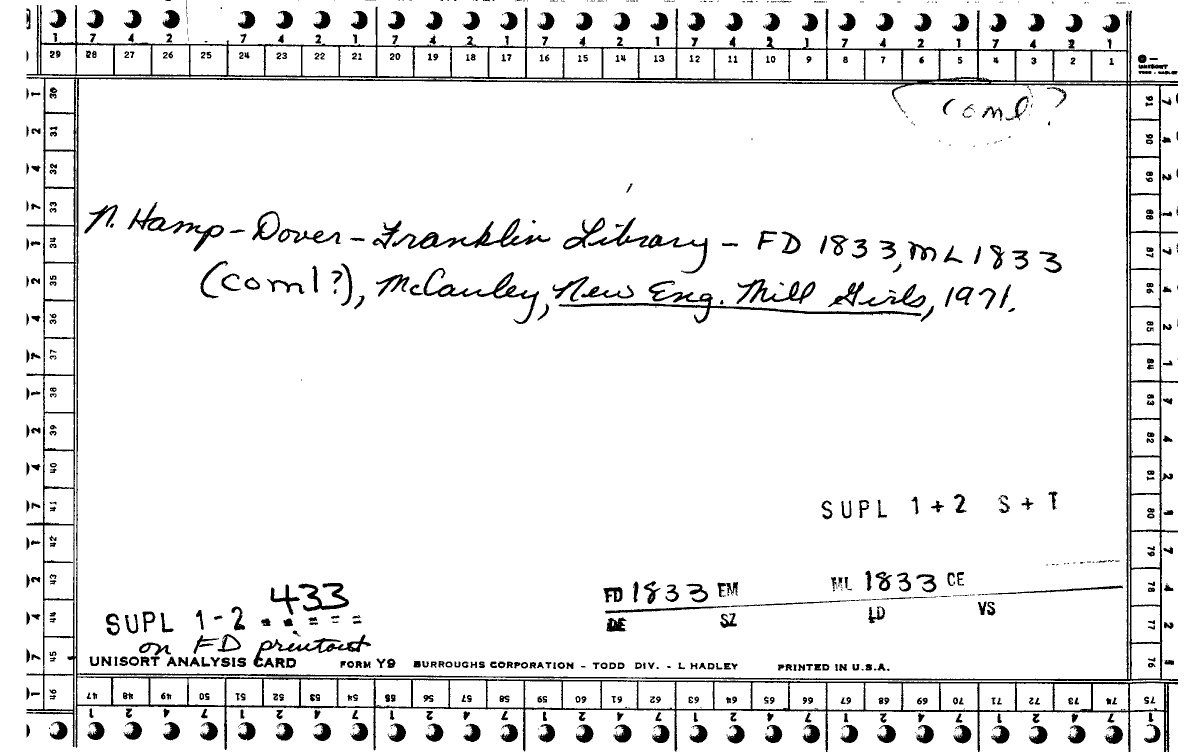 7 4 2 7 4 2 1 7 4 2 1 7 4 2 1 7 4 2 1 7 4 2 1 7 4 2 1
29 28 27 26 25 24 23 22 21 20 19 18 17 16 15 14 13 12 11 10 9 8 7 6 5 4 3 2 1
UNISORT
coml?
N. Hamp-Dover-Franklin Library - FD 1833, ML 1833
(coml?), McCauley, New Eng. Mill Girls, 1971.
SUPL 1+2 S+T
433
FD 1833 EM ML 1833 CE
DE SZ LD VS
SUPL 1-2
on FD printout
UNISORT ANALYSIS CARD FORM Y9 BURROUGHS CORPORATION - TODD DIV. - L HADLEY PRINTED IN U.S.A.
30 31 32 33 34 35 36 37 38 39 40 41 42 43 44 45 46
47 48 49 50 51 52 53 54 55 56 57 58 59 60 61 62 63 64 65 66 67 68 69 70 71 72 73 74 75
76 77 78 79 80 81 82 83 84 85 86 87 88 89 90 91